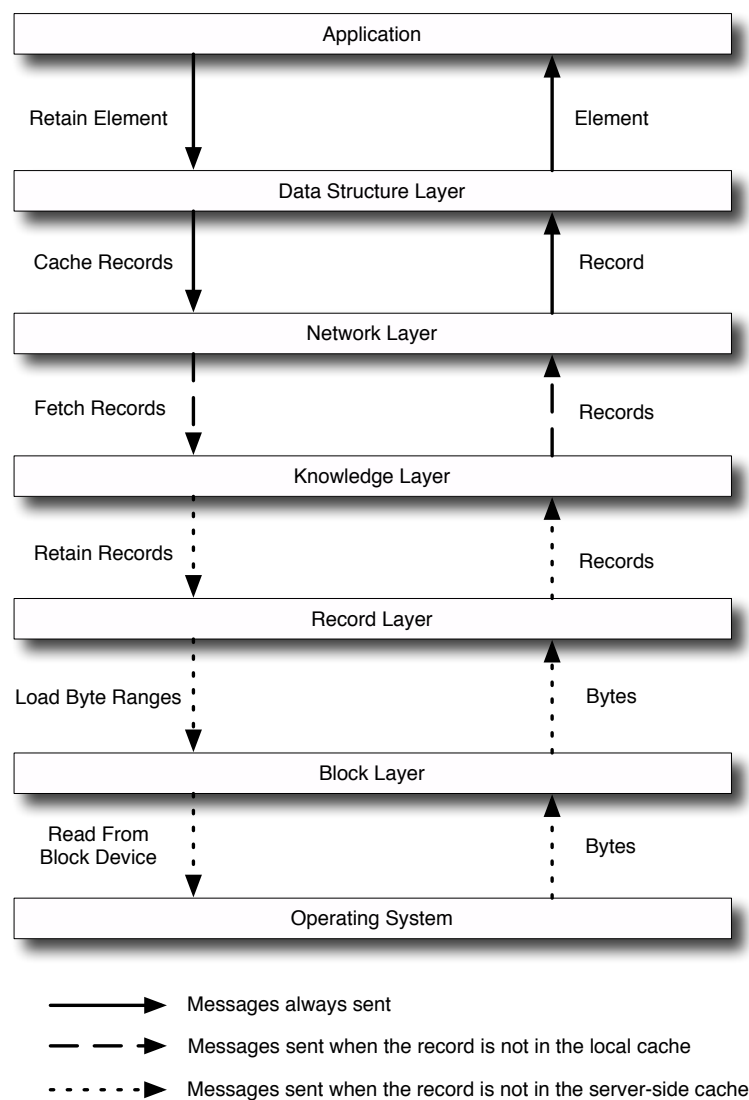 Application
Retain Element
Element
Data Structure Layer
Cache Records
Record
Network Layer
Fetch Records
Records
Knowledge Layer
Retain Records
Records
Record Layer
Load Byte Ranges
Bytes
Block Layer
Read From
Block Device
Bytes
Operating System
Messages always sent
Messages sent when the record is not in the local cache
Messages sent when the record is not in the server-side cache